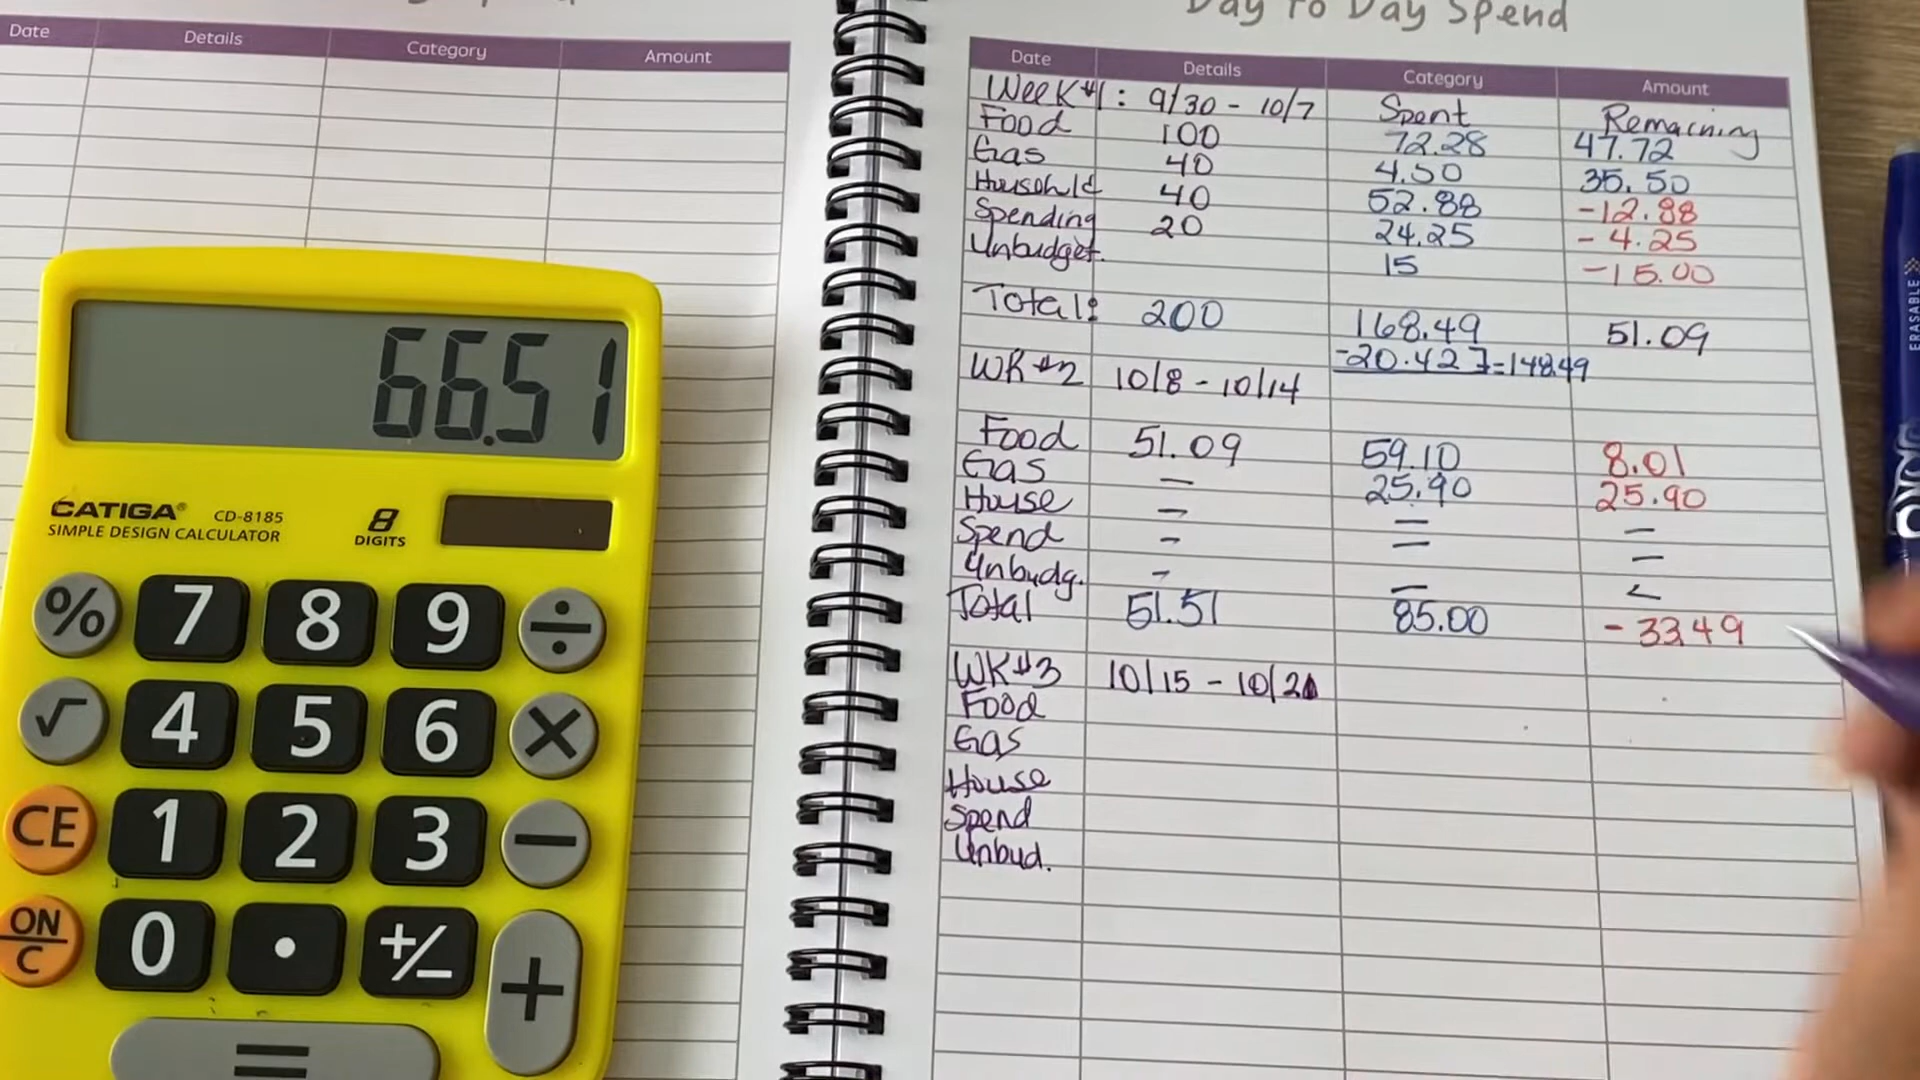 Date Details Category Amount
66.51
CATIGA® CD-8185
SIMPLE DESIGN CALCULATOR
8 DIGITS
% 7 8 9 ÷
√ 4 5 6 ×
CE 1 2 3 −
ON/C 0 . +/− +
=
Day To Day Spend
Date Details Category Amount
Week #1: 9/30 - 10/7 Spent Remaining
Food 100 72.28 47.72
Gas 40 4.50 35.50
Household 40 52.88 -12.88
Spending 20 24.25 -4.25
Unbudget. 15 -15.00
Total: 200 168.49 51.09
-20.42 =148.49
WK #2 10/8 - 10/14
Food 51.09 59.10 8.01
Gas — 25.90 25.90
House — — —
Spend - — —
Unbudg. - —
Total 51.51 85.00 -33.49
WK #3 10/15 - 10/21
Food
Gas
House
Spend
Unbud.
ERASABLE